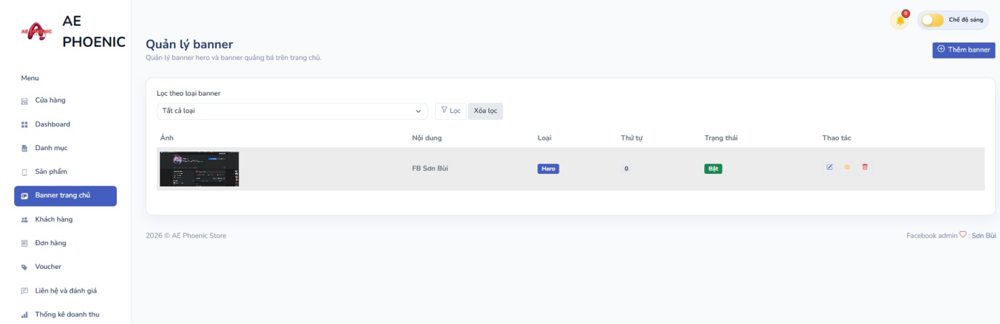 AE
PHOENIC
Menu
Cửa hàng
Dashboard
Danh mục
Sản phẩm
Banner trang chủ
Khách hàng
Đơn hàng
Voucher
Liên hệ và đánh giá
Thống kê doanh thu
0
Chế độ sáng
Quản lý banner
Quản lý banner hero và banner quảng bá trên trang chủ.
Thêm banner
Lọc theo loại banner
Tất cả loại
Lọc
Xóa lọc
Ảnh Nội dung Loại Thứ tự Trạng thái Thao tác
FB Sơn Bùi Hero 0 Bật
2026 © AE Phoenic Store
Facebook admin : Sơn Bùi